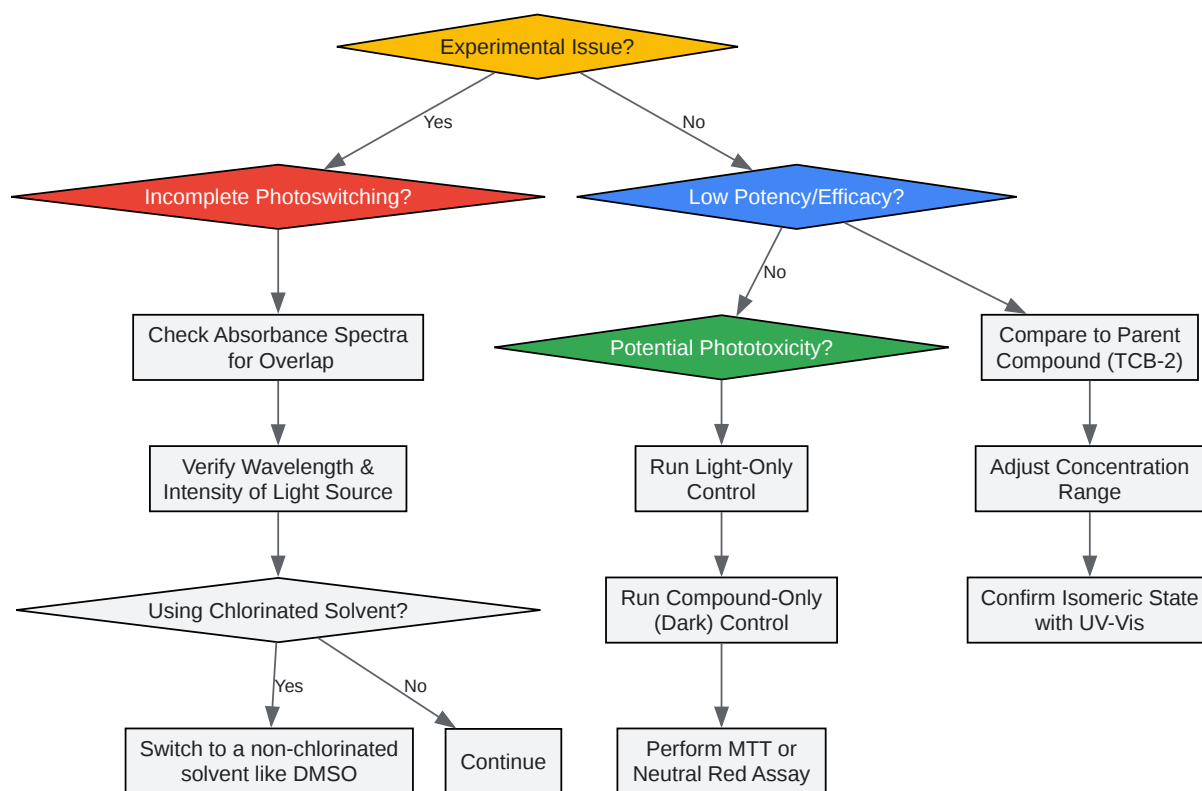 Experimental Issue?
Yes
No
Incomplete Photoswitching?
Low Potency/Efficacy?
No
Check Absorbance Spectra
for Overlap
Potential Phototoxicity?
Compare to Parent
Compound (TCB-2)
Verify Wavelength &
Intensity of Light Source
Run Light-Only
Control
Adjust Concentration
Range
Using Chlorinated Solvent?
Run Compound-Only
(Dark) Control
Confirm Isomeric State
with UV-Vis
Yes
No
Switch to a non-chlorinated
solvent like DMSO
Continue
Perform MTT or
Neutral Red Assay